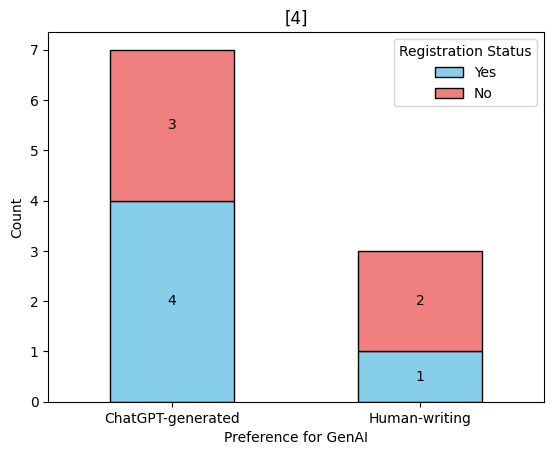 [4]
Registration Status
Yes
No
Count
7
6
5
4
3
2
1
0
3
4
2
1
ChatGPT-generated
Human-writing
Preference for GenAI